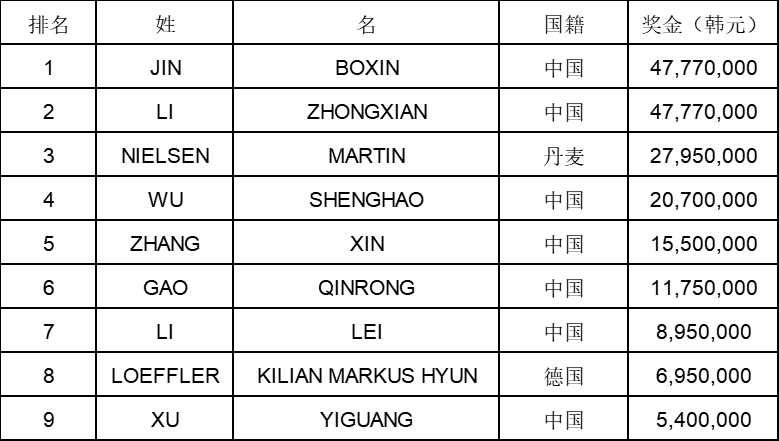 排名 姓 名 国籍 奖金（韩元）
1 JIN BOXIN 中国 47,770,000
2 LI ZHONGXIAN 中国 47,770,000
3 NIELSEN MARTIN 丹麦 27,950,000
4 WU SHENGHAO 中国 20,700,000
5 ZHANG XIN 中国 15,500,000
6 GAO QINRONG 中国 11,750,000
7 LI LEI 中国 8,950,000
8 LOEFFLER KILIAN MARKUS HYUN 德国 6,950,000
9 XU YIGUANG 中国 5,400,000